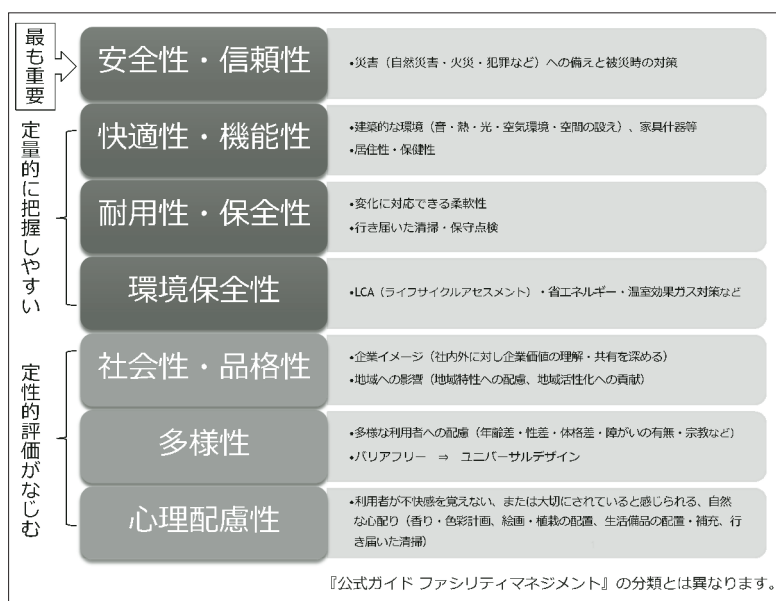 最も重要
安全性・信頼性
•災害（自然災害・火災・犯罪など）への備えと被災時の対策
定量的に把握しやすい
快適性・機能性
•建築的な環境（音・熱・光・空気環境・空間の設え）、家具什器等
•居住性・保健性
耐用性・保全性
•変化に対応できる柔軟性
•行き届いた清掃・保守点検
環境保全性
•LCA（ライフサイクルアセスメント）・省エネルギー・温室効果ガス対策など
定性的評価がなじむ
社会性・品格性
•企業イメージ（社内外に対し企業価値の理解・共有を深める）
•地域への影響（地域特性への配慮、地域活性化への貢献）
多様性
•多様な利用者への配慮（年齢差・性差・体格差・障がいの有無・宗教など）
•バリアフリー ⇒ ユニバーサルデザイン
心理配慮性
•利用者が不快感を覚えない、または大切にされていると感じられる、自然
な心配り（香り・色彩計画、絵画・植栽の配置、生活備品の配置・補充、行
き届いた清掃）
『公式ガイド ファシリティマネジメント』の分類とは異なります。